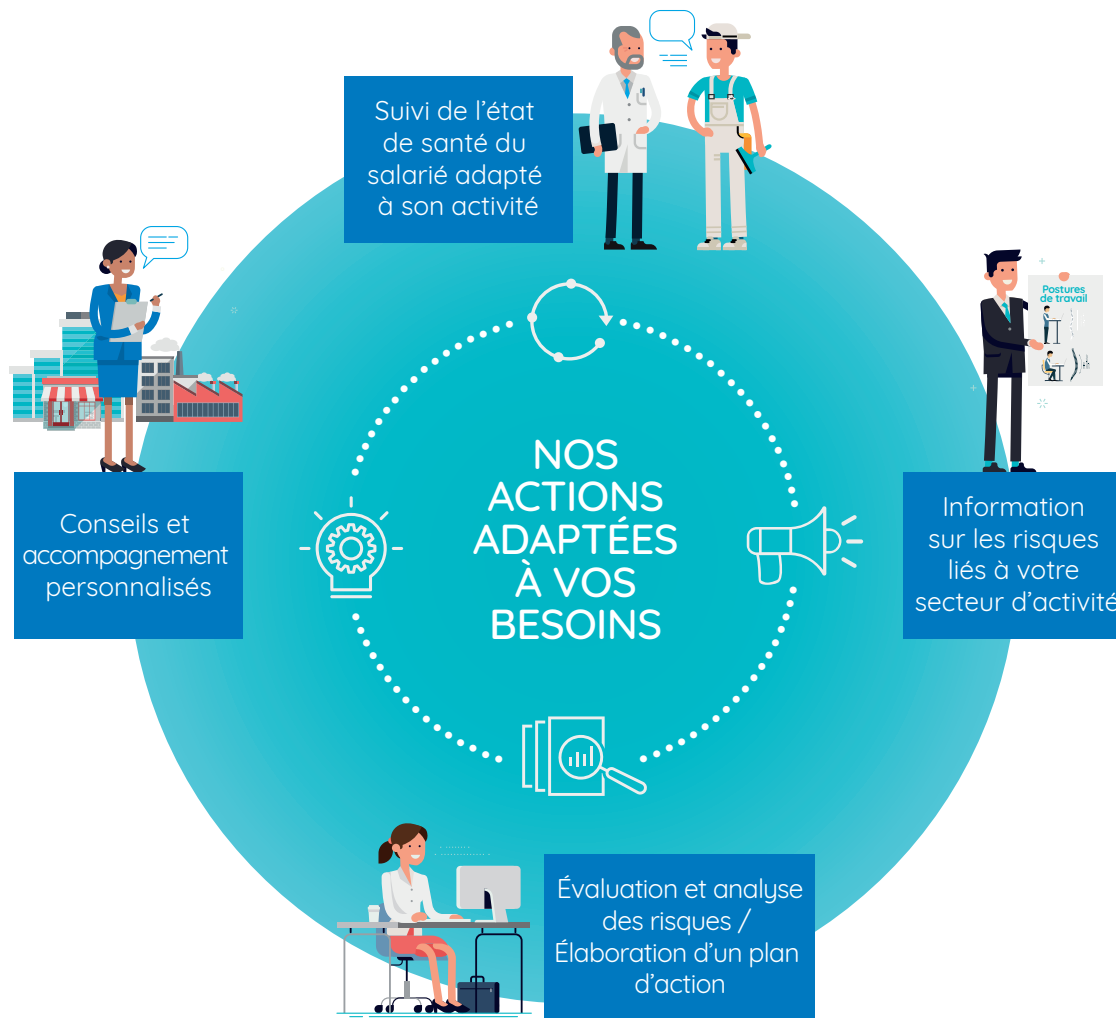 Suivi de l’état
de santé du
salarié adapté
à son activité
Postures
de travail
NOS
ACTIONS
ADAPTÉES
À VOS
BESOINS
Conseils et
accompagnement
personnalisés
Information
sur les risques
liés à votre
secteur d’activité
Évaluation et analyse
des risques /
Élaboration d’un plan
d’action